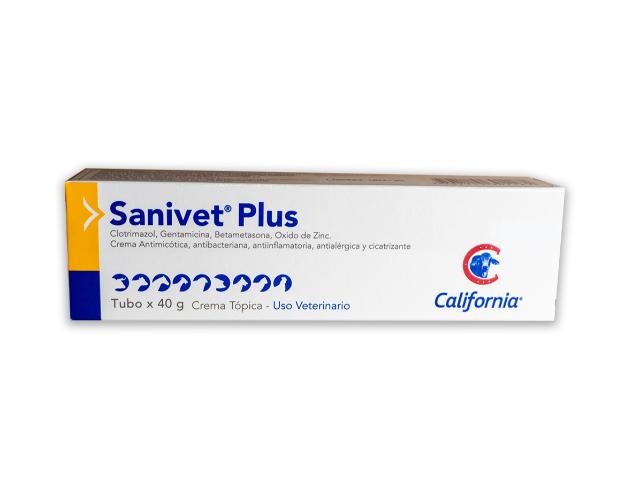 Sanivet® Plus
Clotrimazol, Gentamicina, Betametasona, Oxido de Zinc.
Crema Antimicótica, antibacteriana, antiinflamatoria, antialérgica y cicatrizante
Tubo x 40 g Crema Tópica - Uso Veterinario
California®